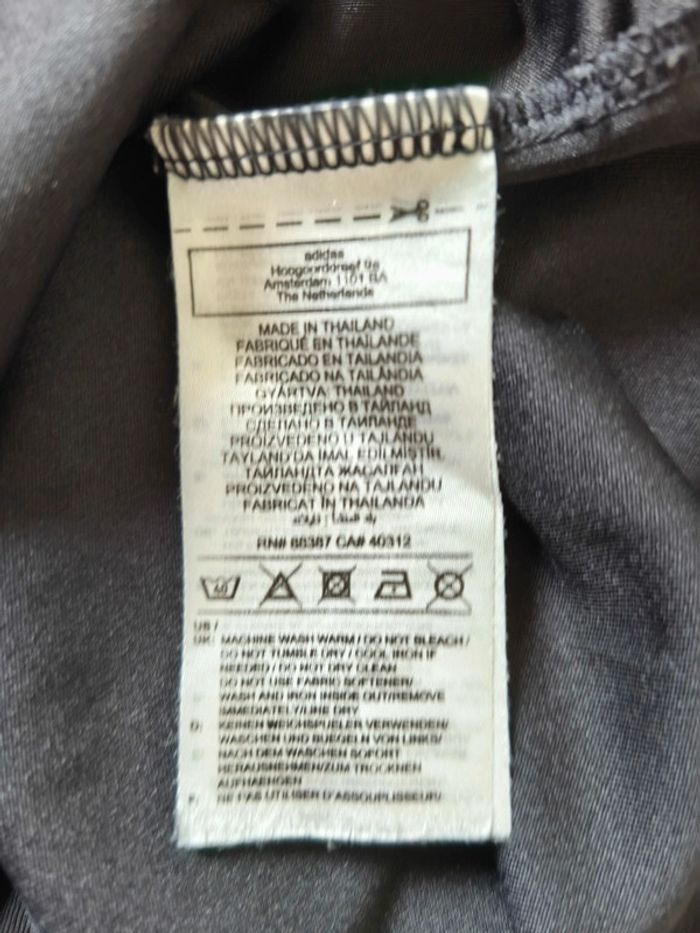 adidas
Hoogoorddreef 9a
Amsterdam 1101 BA
The Netherlands
MADE IN THAILAND
FABRIQUÉ EN THAÏLANDE
FABRICADO EN TAILANDIA
FABRICADO NA TAILÂNDIA
GYÁRTVA: THAILAND
ПРОИЗВЕДЕНО В ТАЙЛАНД
СДЕЛАНО В ТАИЛАНДЕ
PROIZVEDENO U TAJLANDU
TAYLAND'DA IMAL EDILMIŞTIR.
ТАЙЛАНДТА ЖАСАЛҒАН
PROIZVEDENO NA TAJLANDU
FABRICAT ÎN THAILANDA
RN# 88387 CA# 40312
40
US /
UK: MACHINE WASH WARM / DO NOT BLEACH /
DO NOT TUMBLE DRY / COOL IRON IF
NEEDED / DO NOT DRY CLEAN
DO NOT USE FABRIC SOFTENER/
WASH AND IRON INSIDE OUT/REMOVE
IMMEDIATELY/LINE DRY
D: KEINEN WEICHSPUELER VERWENDEN/
WASCHEN UND BUEGELN VON LINKS/
NACH DEM WASCHEN SOFORT
HERAUSNEHMEN/ZUM TROCKNEN
AUFHAENGEN
F: NE PAS UTILISER D'ASSOUPLISSEUR/